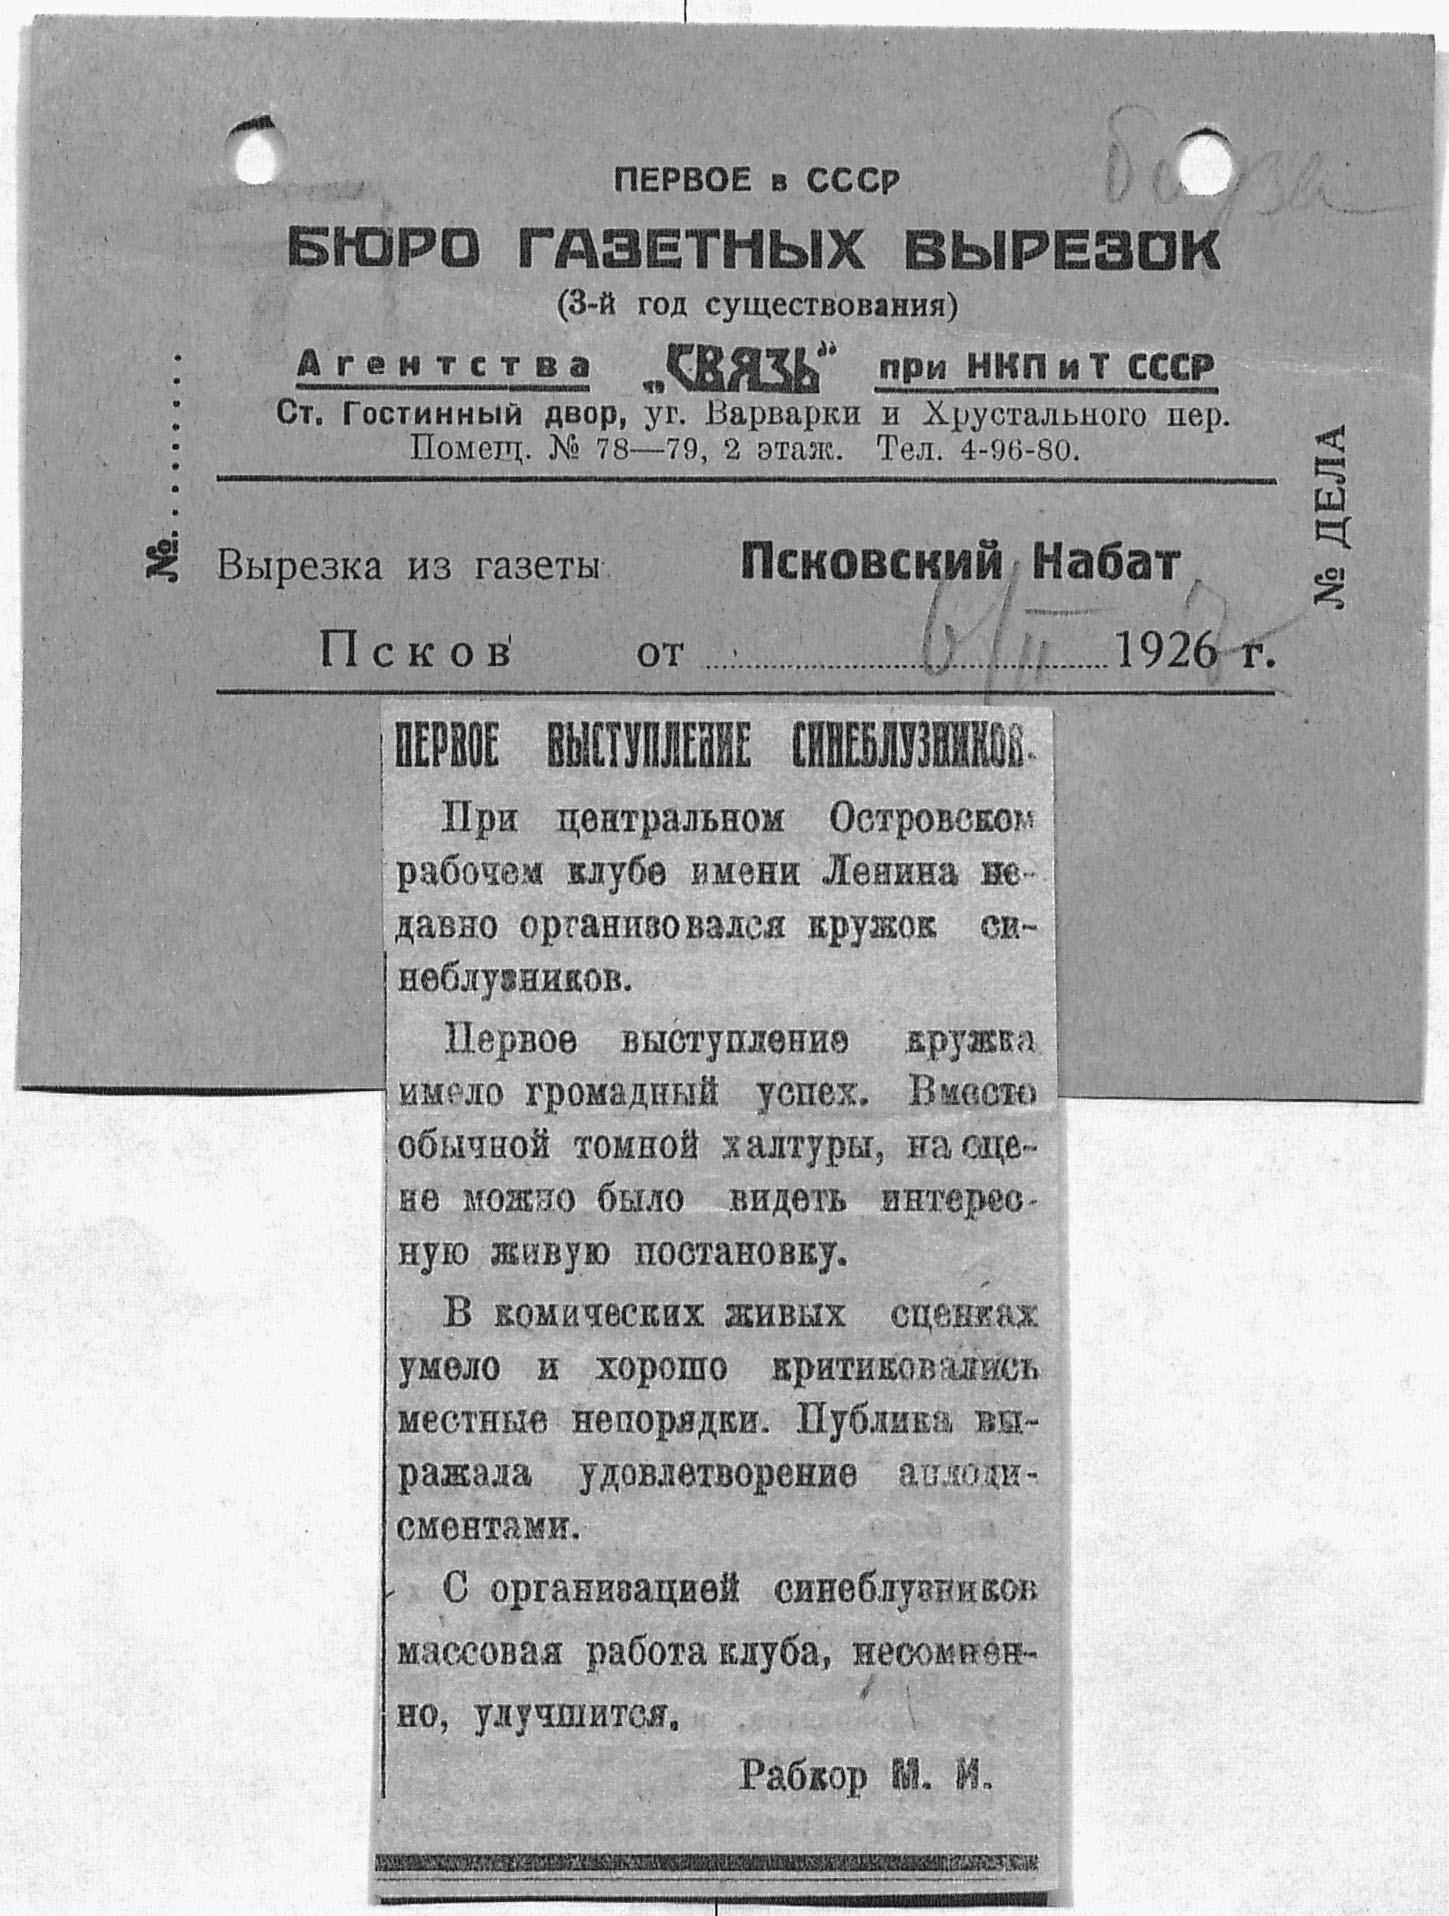 ПЕРВОЕ в СССР
БЮРО ГАЗЕТНЫХ ВЫРЕЗОК
(3-й год существования)
Агентства „СВЯЗЬ“ при НКПиТ СССР
Ст. Гостинный двор, уг. Варварки и Хрустального пер.
Помещ. № 78—79, 2 этаж. Тел. 4-96-80.
№
№ ДЕЛА
Вырезка из газеты Псковский Набат
Псков от 6/II 1926 г.
ПЕРВОЕ ВЫСТУПЛЕНИЕ СИНЕБЛУЗНИКОВ.
При центральном Островском
рабочем клубе имени Ленина не-
давно организовался кружок си-
неблузников.
Первое выступление кружка
имело громадный успех. Вместо
обычной томной халтуры, на сце-
не можно было видеть интерес-
ную живую постановку.
В комических живых сценках
умело и хорошо критиковались
местные непорядки. Публика вы-
ражала удовлетворение аплоди-
сментами.
С организацией синеблузников
массовая работа клуба, несомнен-
но, улучшится.
Рабкор М. И.